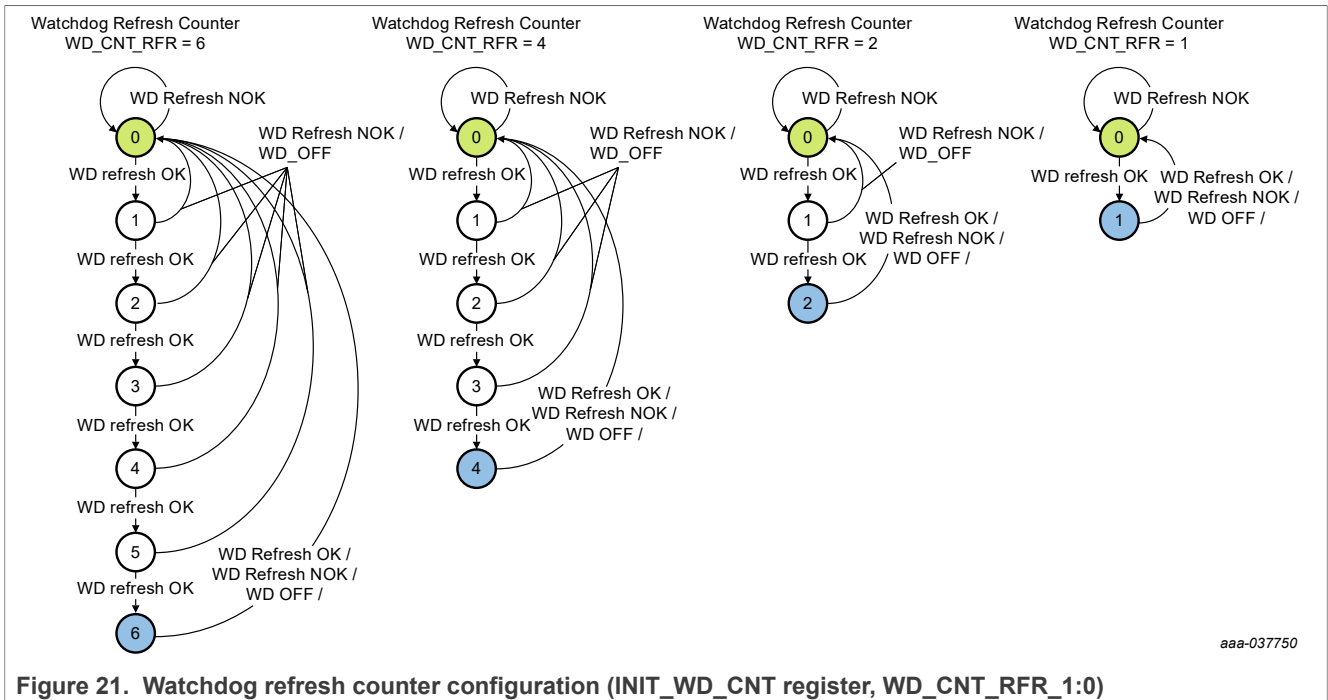 Watchdog Refresh Counter
WD_CNT_RFR = 6
WD Refresh NOK
0
WD Refresh NOK /
WD_OFF
WD refresh OK
1
WD refresh OK
2
WD refresh OK
3
WD refresh OK
4
WD refresh OK
5
WD Refresh OK /
WD Refresh NOK /
WD OFF /
WD refresh OK
6
Watchdog Refresh Counter
WD_CNT_RFR = 4
WD Refresh NOK
0
WD Refresh NOK /
WD_OFF
WD refresh OK
1
WD refresh OK
2
WD refresh OK
3
WD Refresh OK /
WD Refresh NOK /
WD OFF /
WD refresh OK
4
Watchdog Refresh Counter
WD_CNT_RFR = 2
WD Refresh NOK
0
WD Refresh NOK /
WD_OFF
WD refresh OK
1
WD Refresh OK /
WD Refresh NOK /
WD OFF /
WD refresh OK
2
Watchdog Refresh Counter
WD_CNT_RFR = 1
WD Refresh NOK
0
WD refresh OK
WD Refresh OK /
WD Refresh NOK /
WD OFF /
1
aaa-037750
Figure 21. Watchdog refresh counter configuration (INIT_WD_CNT register, WD_CNT_RFR_1:0)